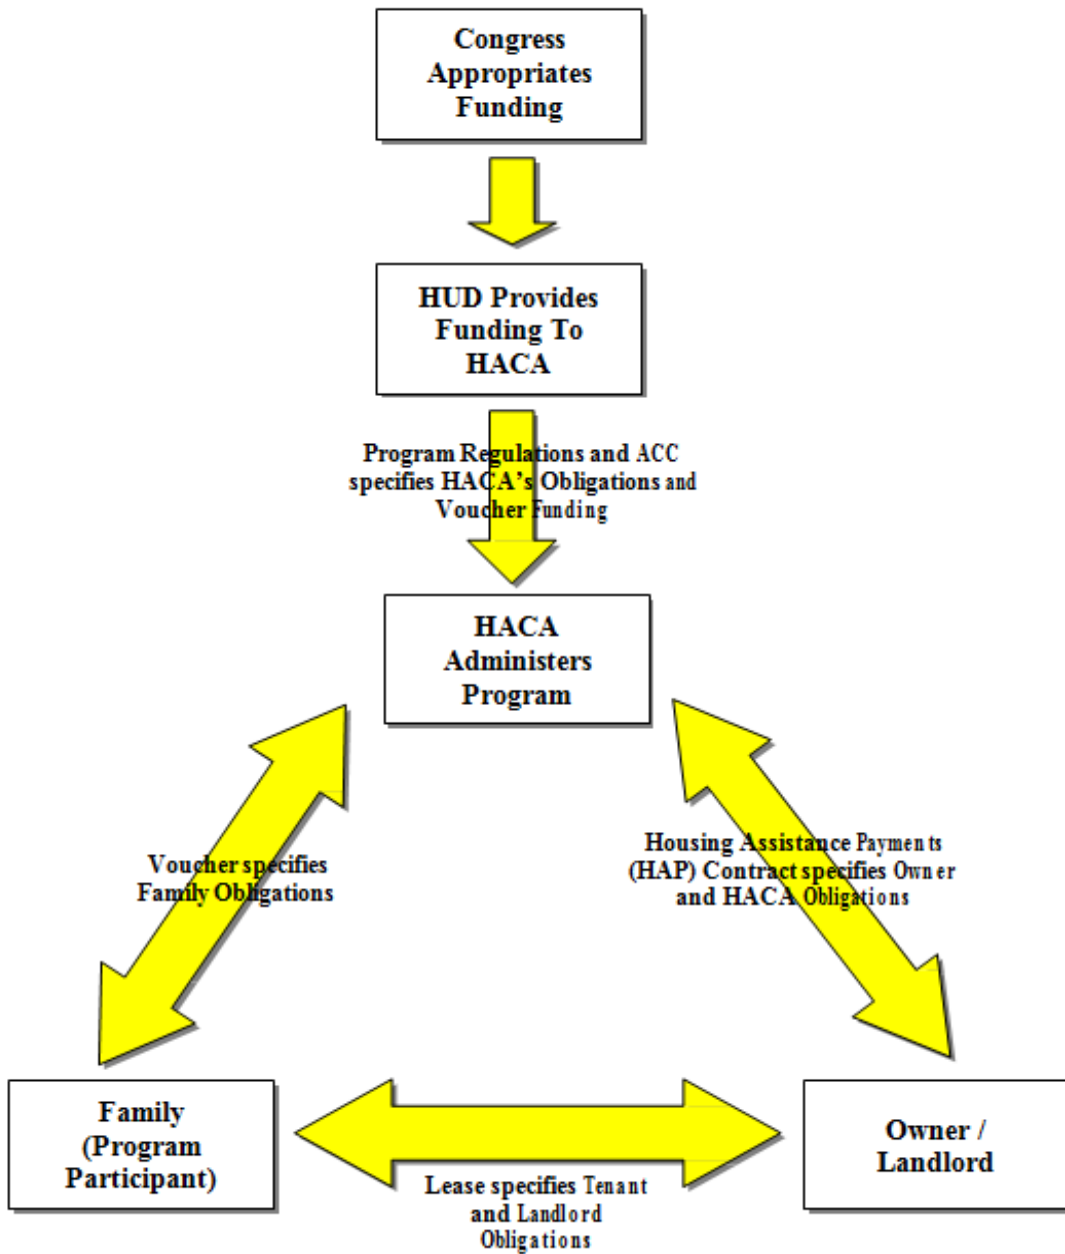 Congress
Appropriates
Funding
HUD Provides
Funding To
HACA
Program Regulations and ACC
specifies HACA's Obligations and
Voucher Funding
HACA
Administers
Program
Voucher specifies
Family Obligations
Housing Assistance Payments
(HAP) Contract specifies Owner
and HACA Obligations
Family
(Program
Participant)
Owner /
Landlord
Lease specifies Tenant
and Landlord
Obligations